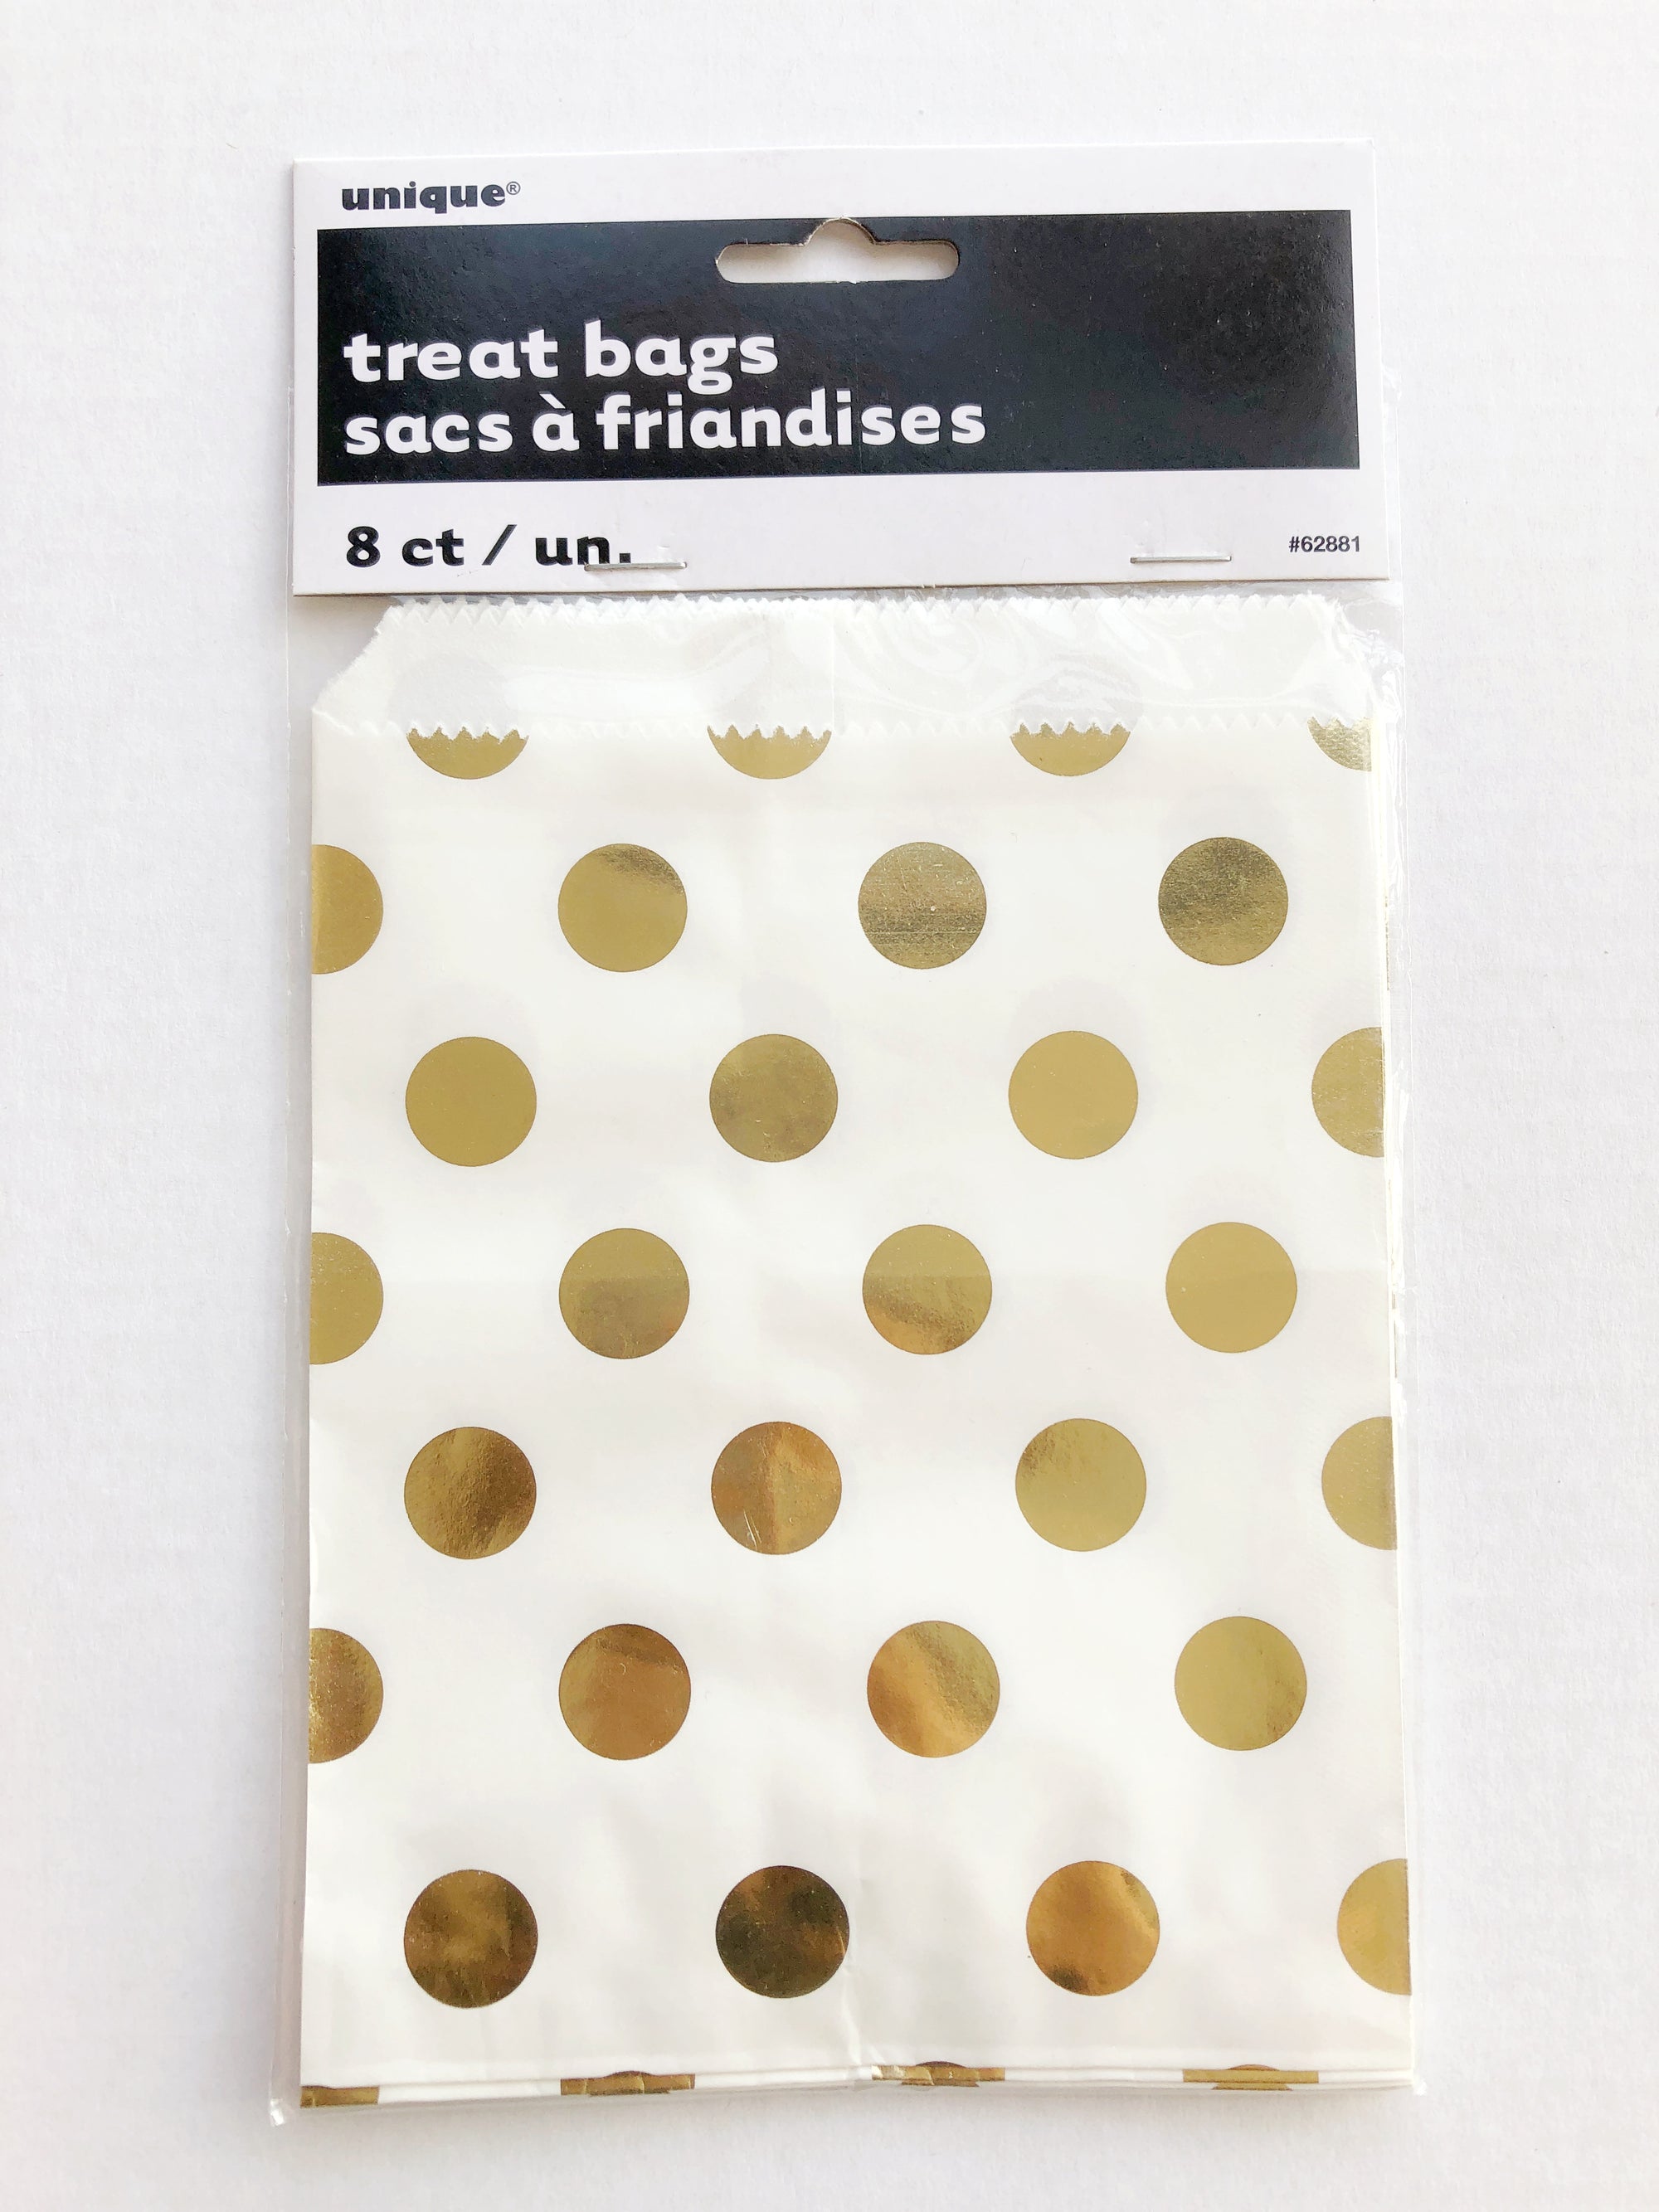 unique®
treat bags
sacs à friandises
8 ct / un.
#62881